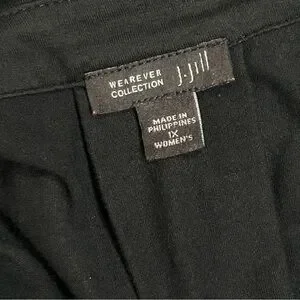 WEAREVER
COLLECTION
J.Jill
MADE IN
PHILIPPINES
1X
WOMEN'S